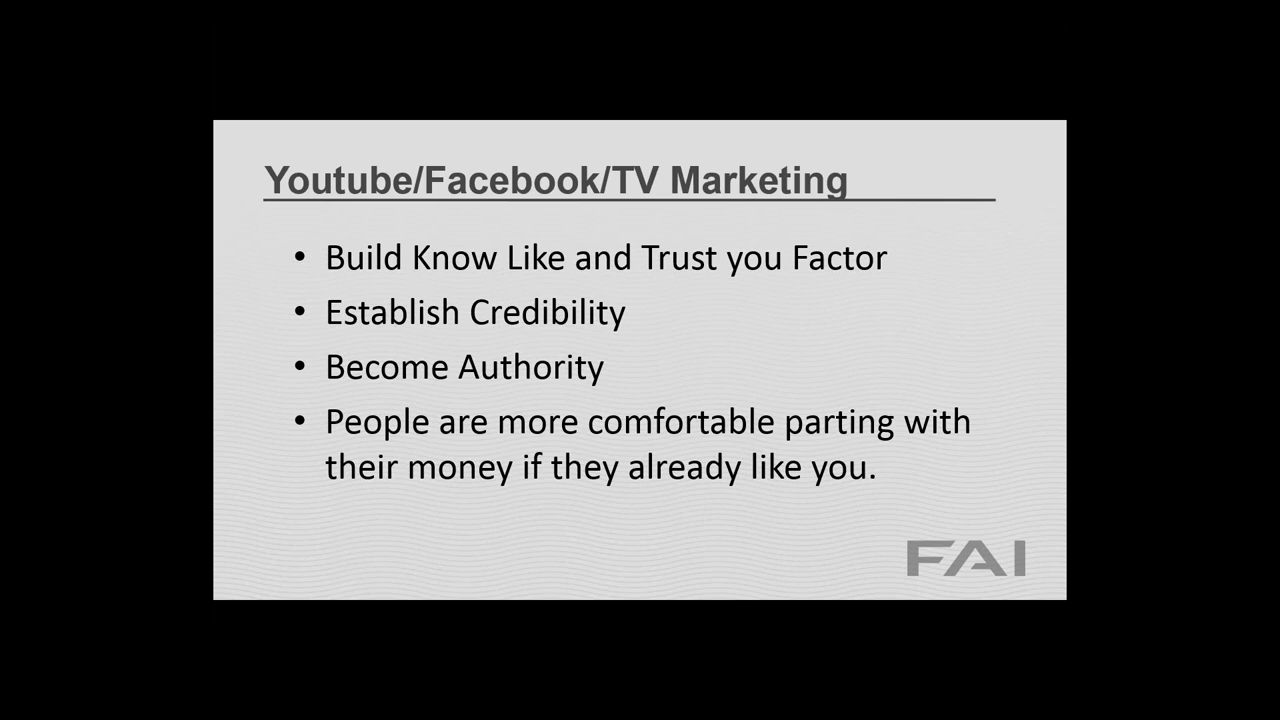 Youtube/Facebook/TV Marketing
• Build Know Like and Trust you Factor
• Establish Credibility
• Become Authority
• People are more comfortable parting with
their money if they already like you.
FAI